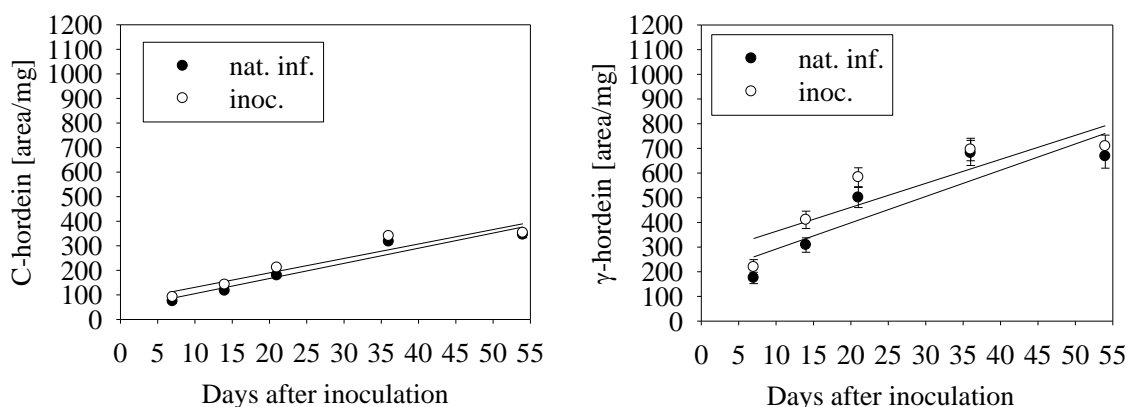 C-hordein [area/mg]
1200
1100
1000
900
800
700
600
500
400
300
200
100
0
nat. inf.
inoc.
0 5 10 15 20 25 30 35 40 45 50 55
Days after inoculation
γ-hordein [area/mg]
1200
1100
1000
900
800
700
600
500
400
300
200
100
0
nat. inf.
inoc.
0 5 10 15 20 25 30 35 40 45 50 55
Days after inoculation